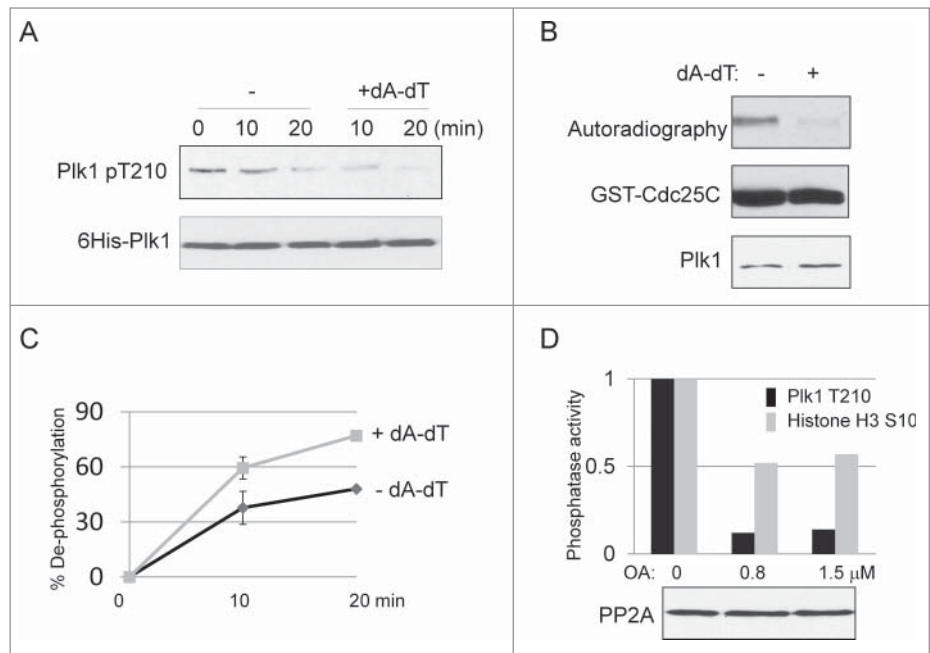 A
- +dA-dT
0 10 20 10 20 (min)
Plk1 pT210
6His-Plk1
B
dA-dT: - +
Autoradiography
GST-Cdc25C
Plk1
C
% De-phosphorylation
90
60
30
0
+ dA-dT
- dA-dT
0 10 20 min
D
Phosphatase activity
1
0.5
0
Plk1 T210
Histone H3 S10
OA: 0 0.8 1.5 μM
PP2A